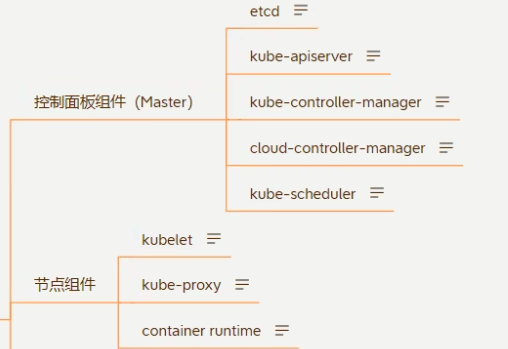 etcd
kube-apiserver
控制面板组件（Master）
kube-controller-manager
cloud-controller-manager
kube-scheduler
kubelet
节点组件
kube-proxy
container runtime